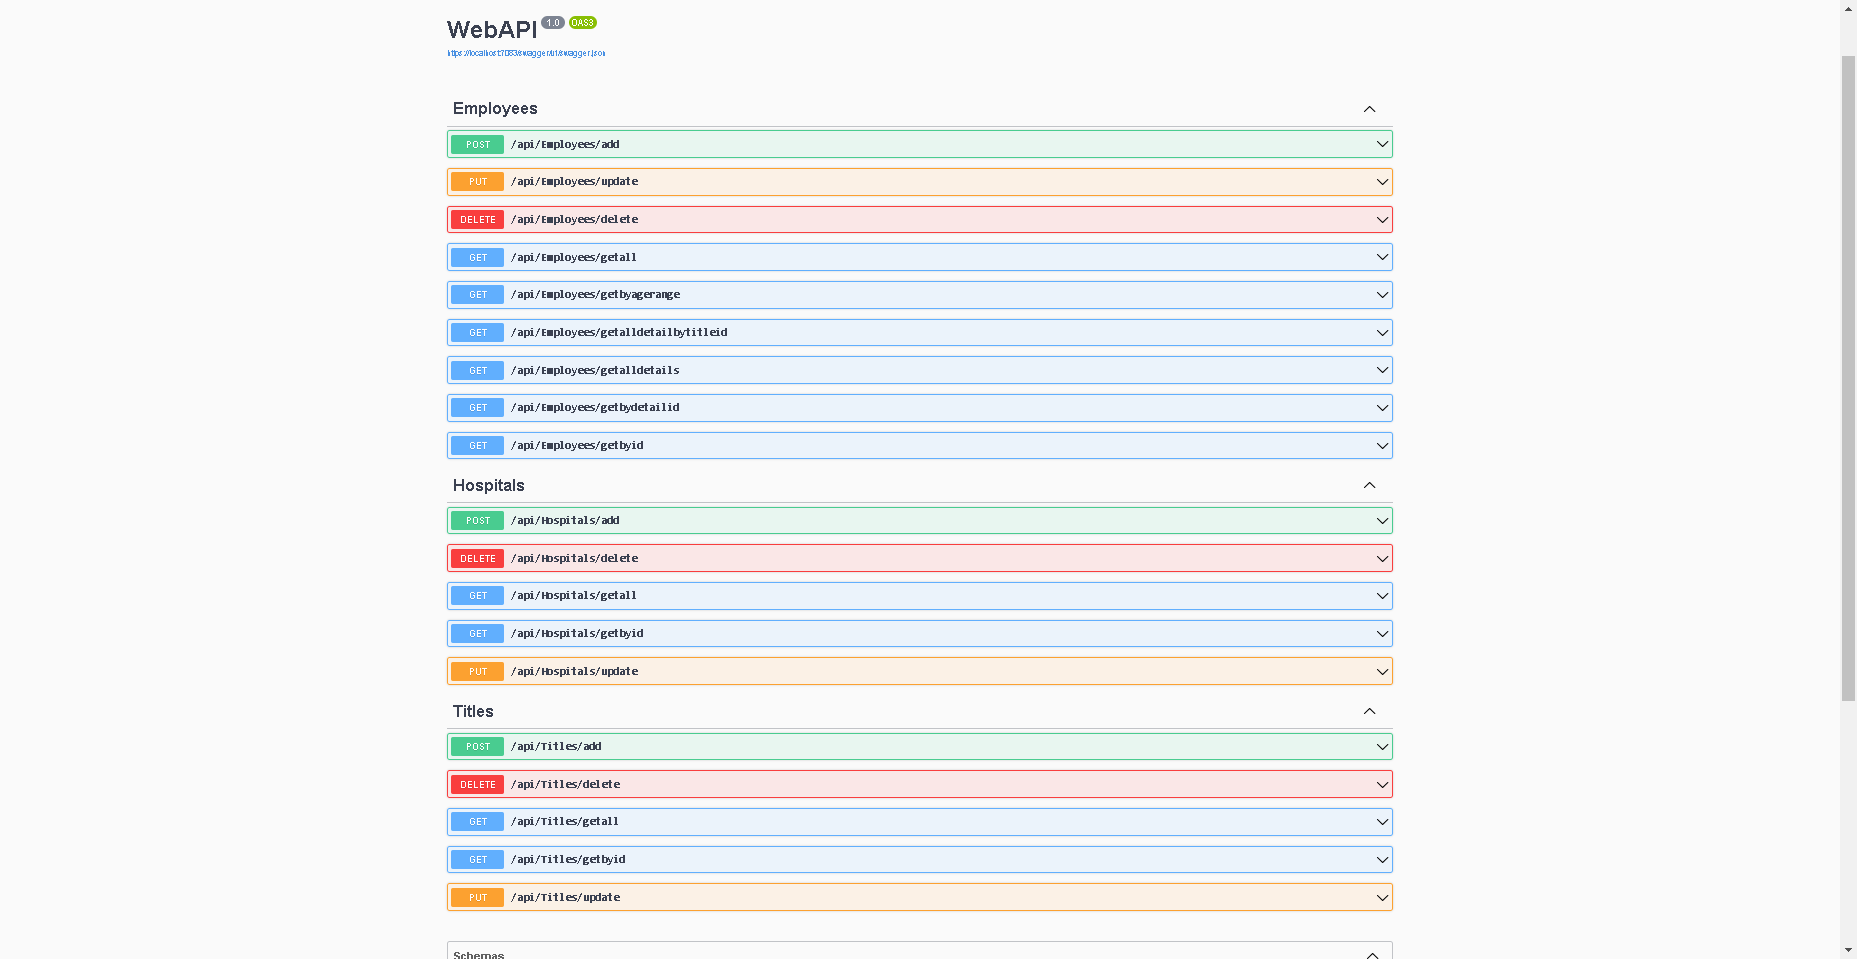 WebAPI 1.0 OAS3
https://localhost:7083/swagger/v1/swagger.json
Employees
POST /api/Employees/add
PUT /api/Employees/update
DELETE /api/Employees/delete
GET /api/Employees/getall
GET /api/Employees/getbyagerange
GET /api/Employees/getalldetailbytitleid
GET /api/Employees/getalldetails
GET /api/Employees/getbydetailid
GET /api/Employees/getbyid
Hospitals
POST /api/Hospitals/add
DELETE /api/Hospitals/delete
GET /api/Hospitals/getall
GET /api/Hospitals/getbyid
PUT /api/Hospitals/update
Titles
POST /api/Titles/add
DELETE /api/Titles/delete
GET /api/Titles/getall
GET /api/Titles/getbyid
PUT /api/Titles/update
Schemas